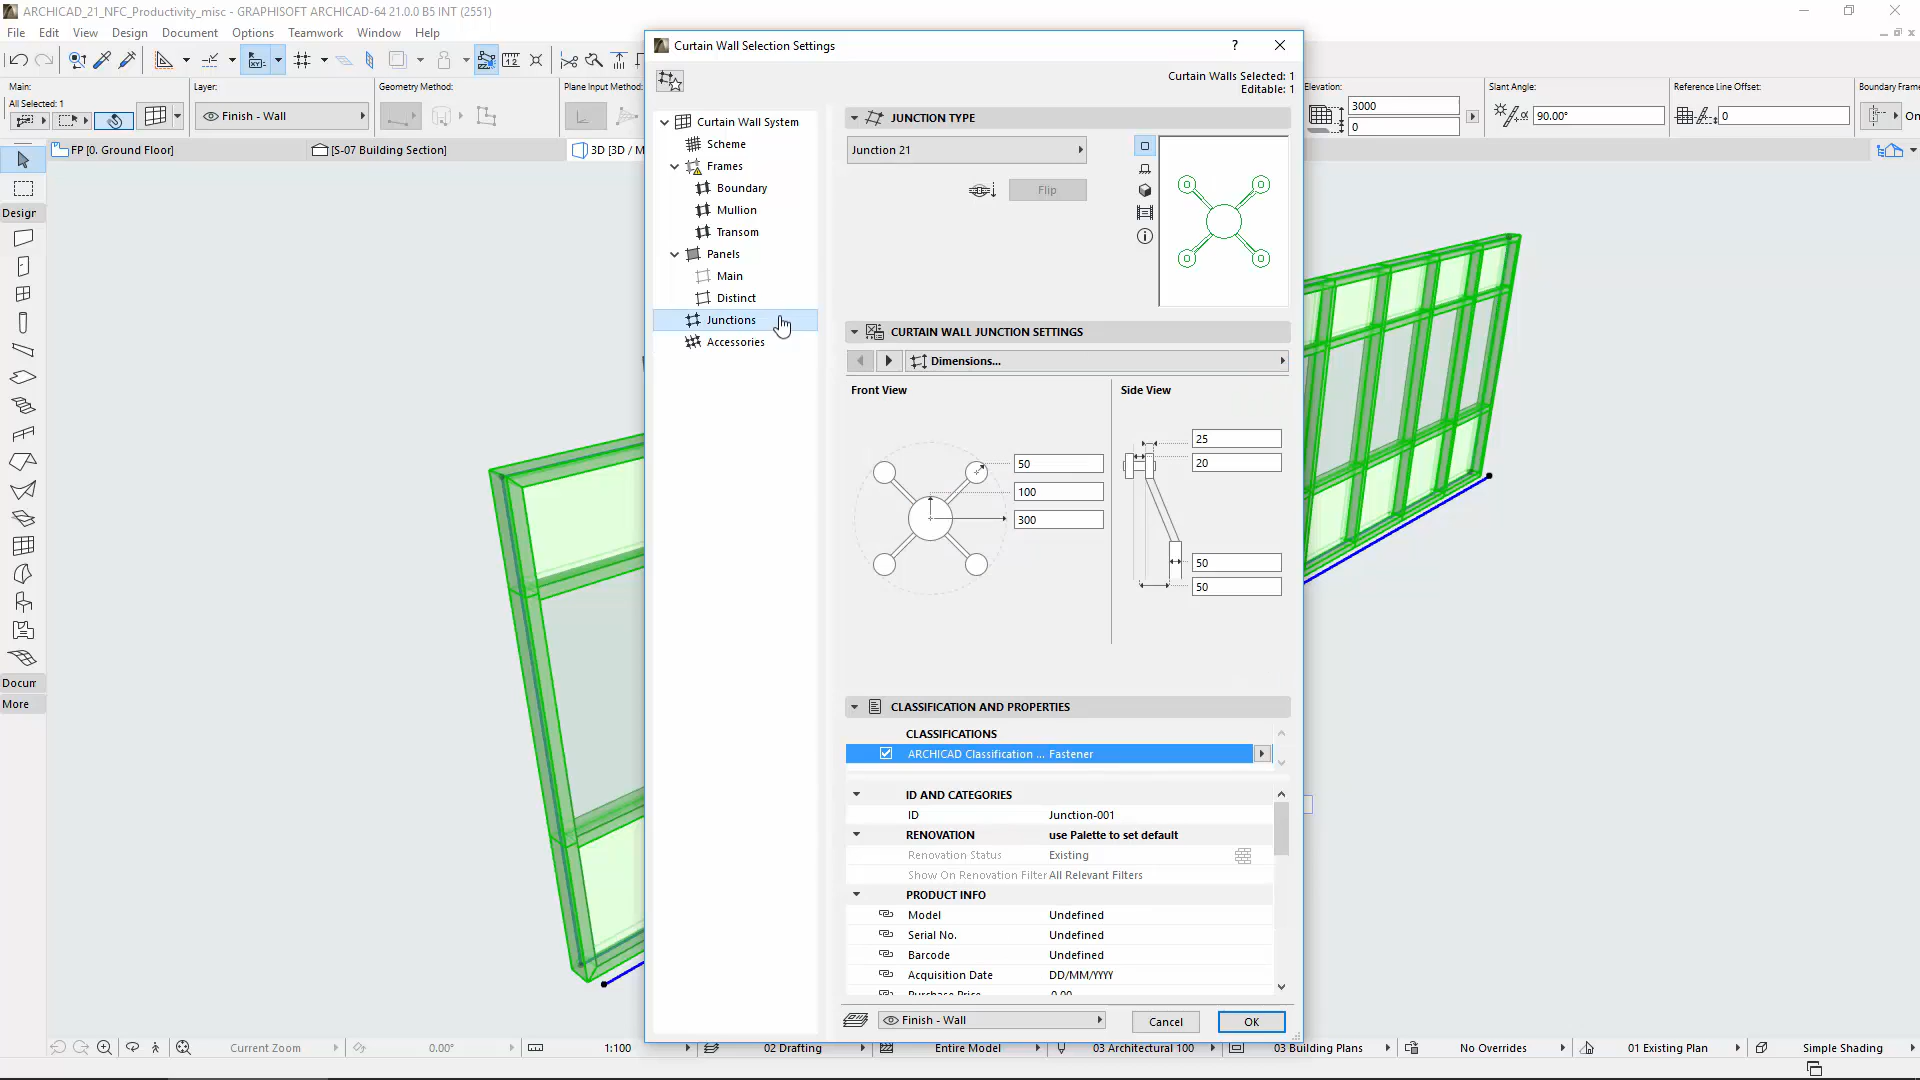 ARCHICAD_21_NFC_Productivity_misc - GRAPHISOFT ARCHICAD-64 21.0.0 B5 INT (2551)
File Edit View Design Document Options Teamwork Window Help
Main:
All Selected: 1
Layer:
Finish - Wall
Geometry Method:
Plane Input Method:
Elevation:
3000
0
Slant Angle:
90.00°
Reference Line Offset:
0
Boundary Frame
On
FP [0. Ground Floor]
[S-07 Building Section]
3D [3D / M
Design
Docum
More
Curtain Wall Selection Settings
?
Curtain Walls Selected: 1
Editable: 1
Curtain Wall System
Scheme
Frames
Boundary
Mullion
Transom
Panels
Main
Distinct
Junctions
Accessories
JUNCTION TYPE
Junction 21
Flip
CURTAIN WALL JUNCTION SETTINGS
Dimensions...
Front View
50
100
300
Side View
25
20
50
50
CLASSIFICATION AND PROPERTIES
CLASSIFICATIONS
ARCHICAD Classification ... Fastener
ID AND CATEGORIES
ID Junction-001
RENOVATION use Palette to set default
Renovation Status Existing
Show On Renovation Filter All Relevant Filters
PRODUCT INFO
Model Undefined
Serial No. Undefined
Barcode Undefined
Acquisition Date DD/MM/YYYY
Purchase Price 0.00
Finish - Wall
Cancel
OK
Current Zoom
0.00°
1:100
02 Drafting
Entire Model
03 Architectural 100
03 Building Plans
No Overrides
01 Existing Plan
Simple Shading